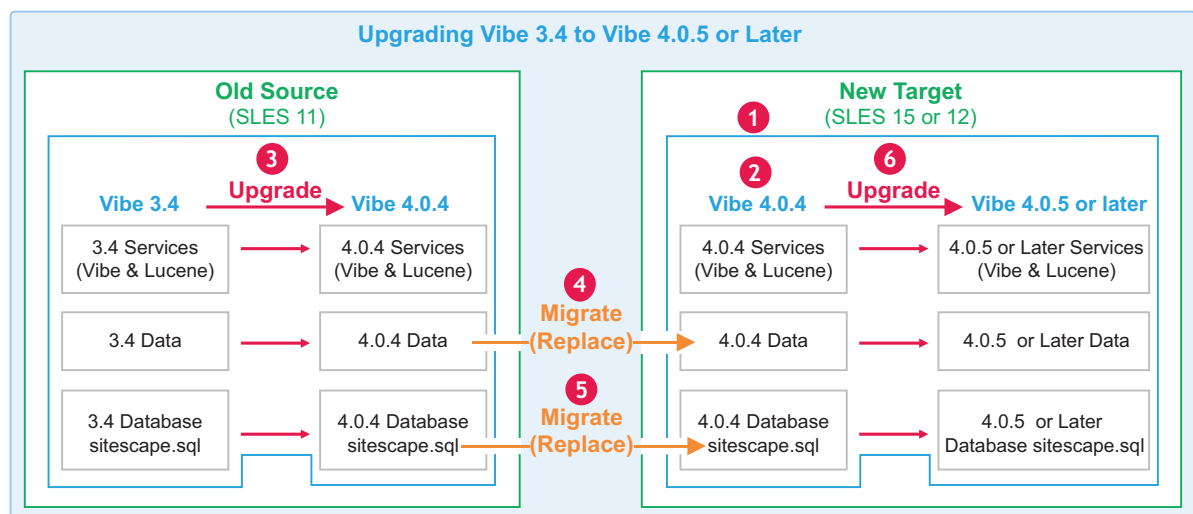 Upgrading Vibe 3.4 to Vibe 4.0.5 or Later
Old Source
(SLES 11)
3
Upgrade
Vibe 3.4
Vibe 4.0.4
3.4 Services
(Vibe & Lucene)
4.0.4 Services
(Vibe & Lucene)
3.4 Data
4.0.4 Data
3.4 Database
sitescape.sql
4.0.4 Database
sitescape.sql
4
Migrate
(Replace)
5
Migrate
(Replace)
New Target
(SLES 15 or 12)
1
2
6
Upgrade
Vibe 4.0.4
Vibe 4.0.5 or later
4.0.4 Services
(Vibe & Lucene)
4.0.5 or Later Services
(Vibe & Lucene)
4.0.4 Data
4.0.5 or Later Data
4.0.4 Database
sitescape.sql
4.0.5 or Later
Database sitescape.sql